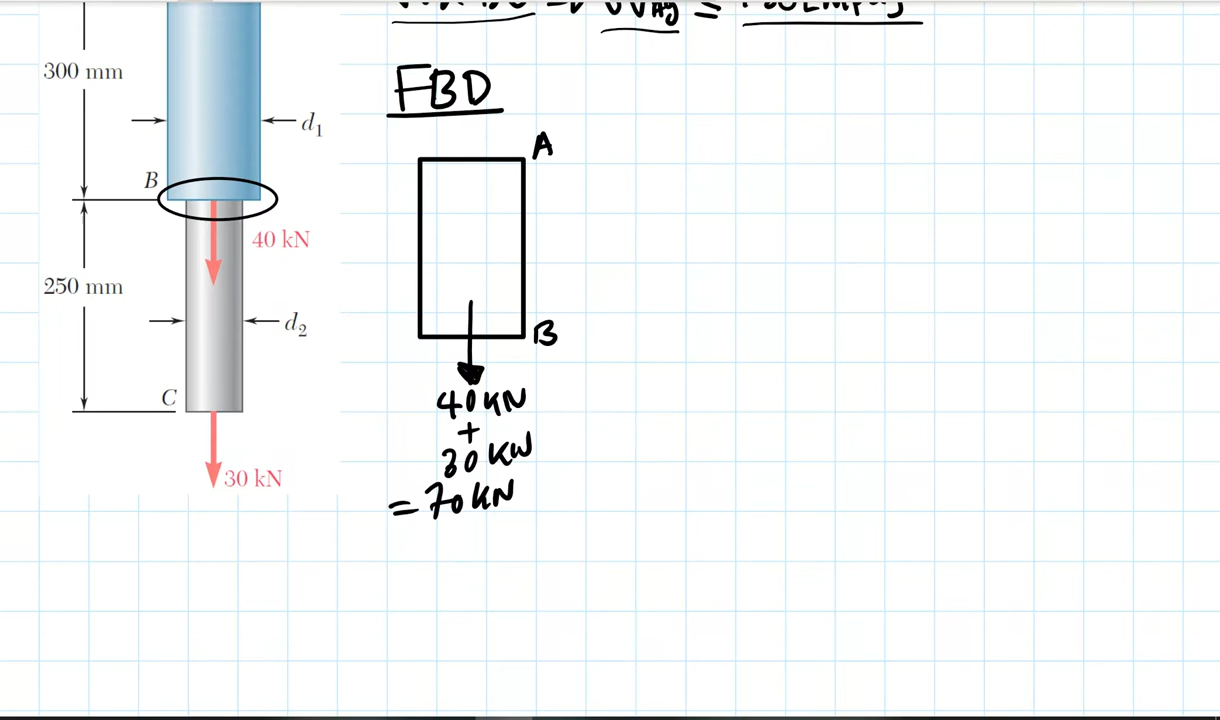 300 mm
d1
B
40 kN
250 mm
d2
C
30 kN
FBD
A
B
40 KN
+
30 KN
= 70 KN